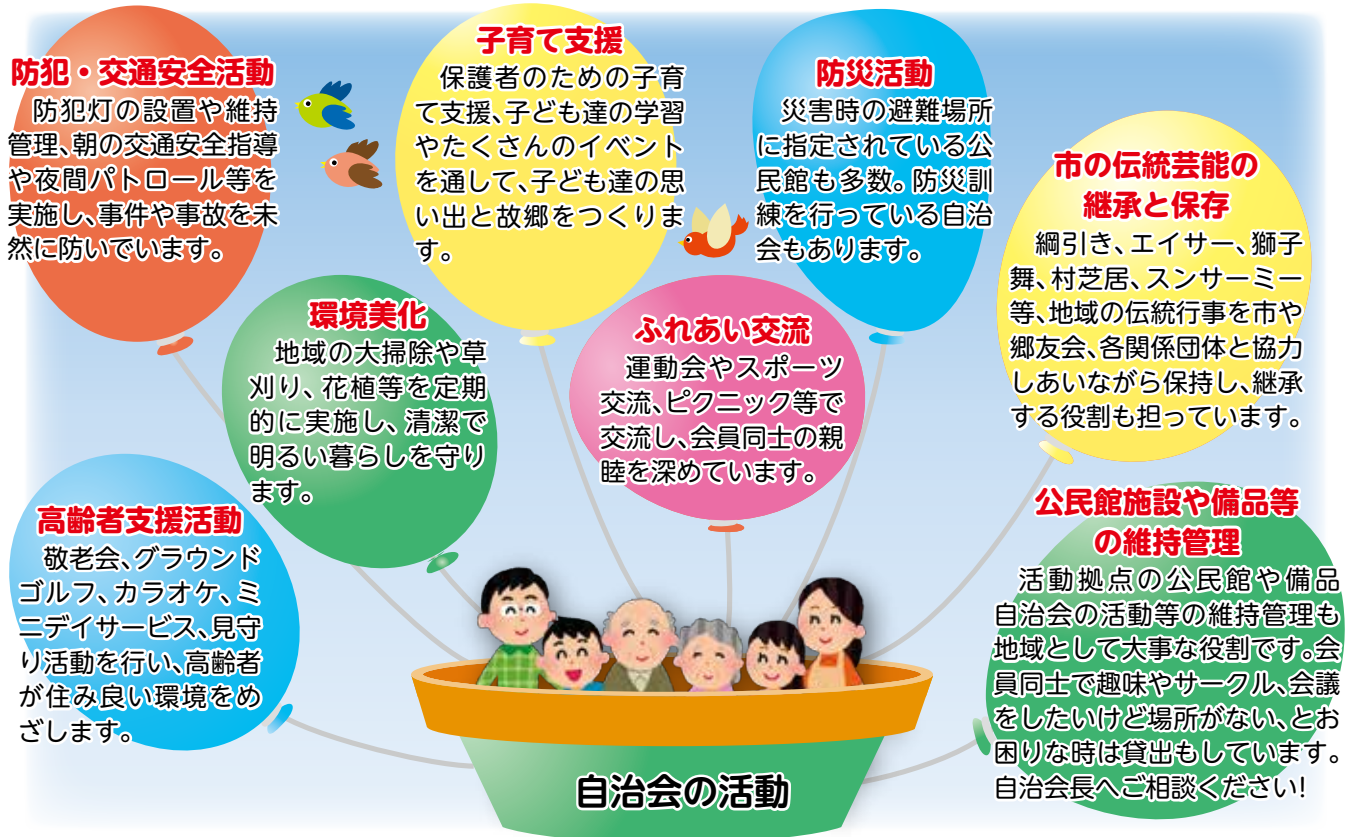 防犯・交通安全活動
防犯灯の設置や維持
管理、朝の交通安全指導
や夜間パトロール等を
実施し、事件や事故を未
然に防いでいます。
子育て支援
保護者のための子育
て支援、子ども達の学習
やたくさんのイベント
を通して、子ども達の思
い出と故郷をつくりま
す。
防災活動
災害時の避難場所
に指定されている公
民館も多数。防災訓
練を行っている自治
会もあります。
市の伝統芸能の
継承と保存
綱引き、エイサー、獅子
舞、村芝居、スンサーミー
等、地域の伝統行事を市や
郷友会、各関係団体と協力
しあいながら保持し、継承
する役割も担っています。
環境美化
地域の大掃除や草
刈り、花植等を定期
的に実施し、清潔で
明るい暮らしを守り
ます。
ふれあい交流
運動会やスポーツ
交流、ピクニック等で
交流し、会員同士の親
睦を深めています。
高齢者支援活動
敬老会、グラウンド
ゴルフ、カラオケ、ミ
ニデイサービス、見守
り活動を行い、高齢者
が住み良い環境をめ
ざします。
公民館施設や備品等
の維持管理
活動拠点の公民館や備品
自治会の活動等の維持管理も
地域として大事な役割です。会
員同士で趣味やサークル、会議
をしたいけど場所がない、とお
困りな時は貸出もしています。
自治会長へご相談ください!
自治会の活動